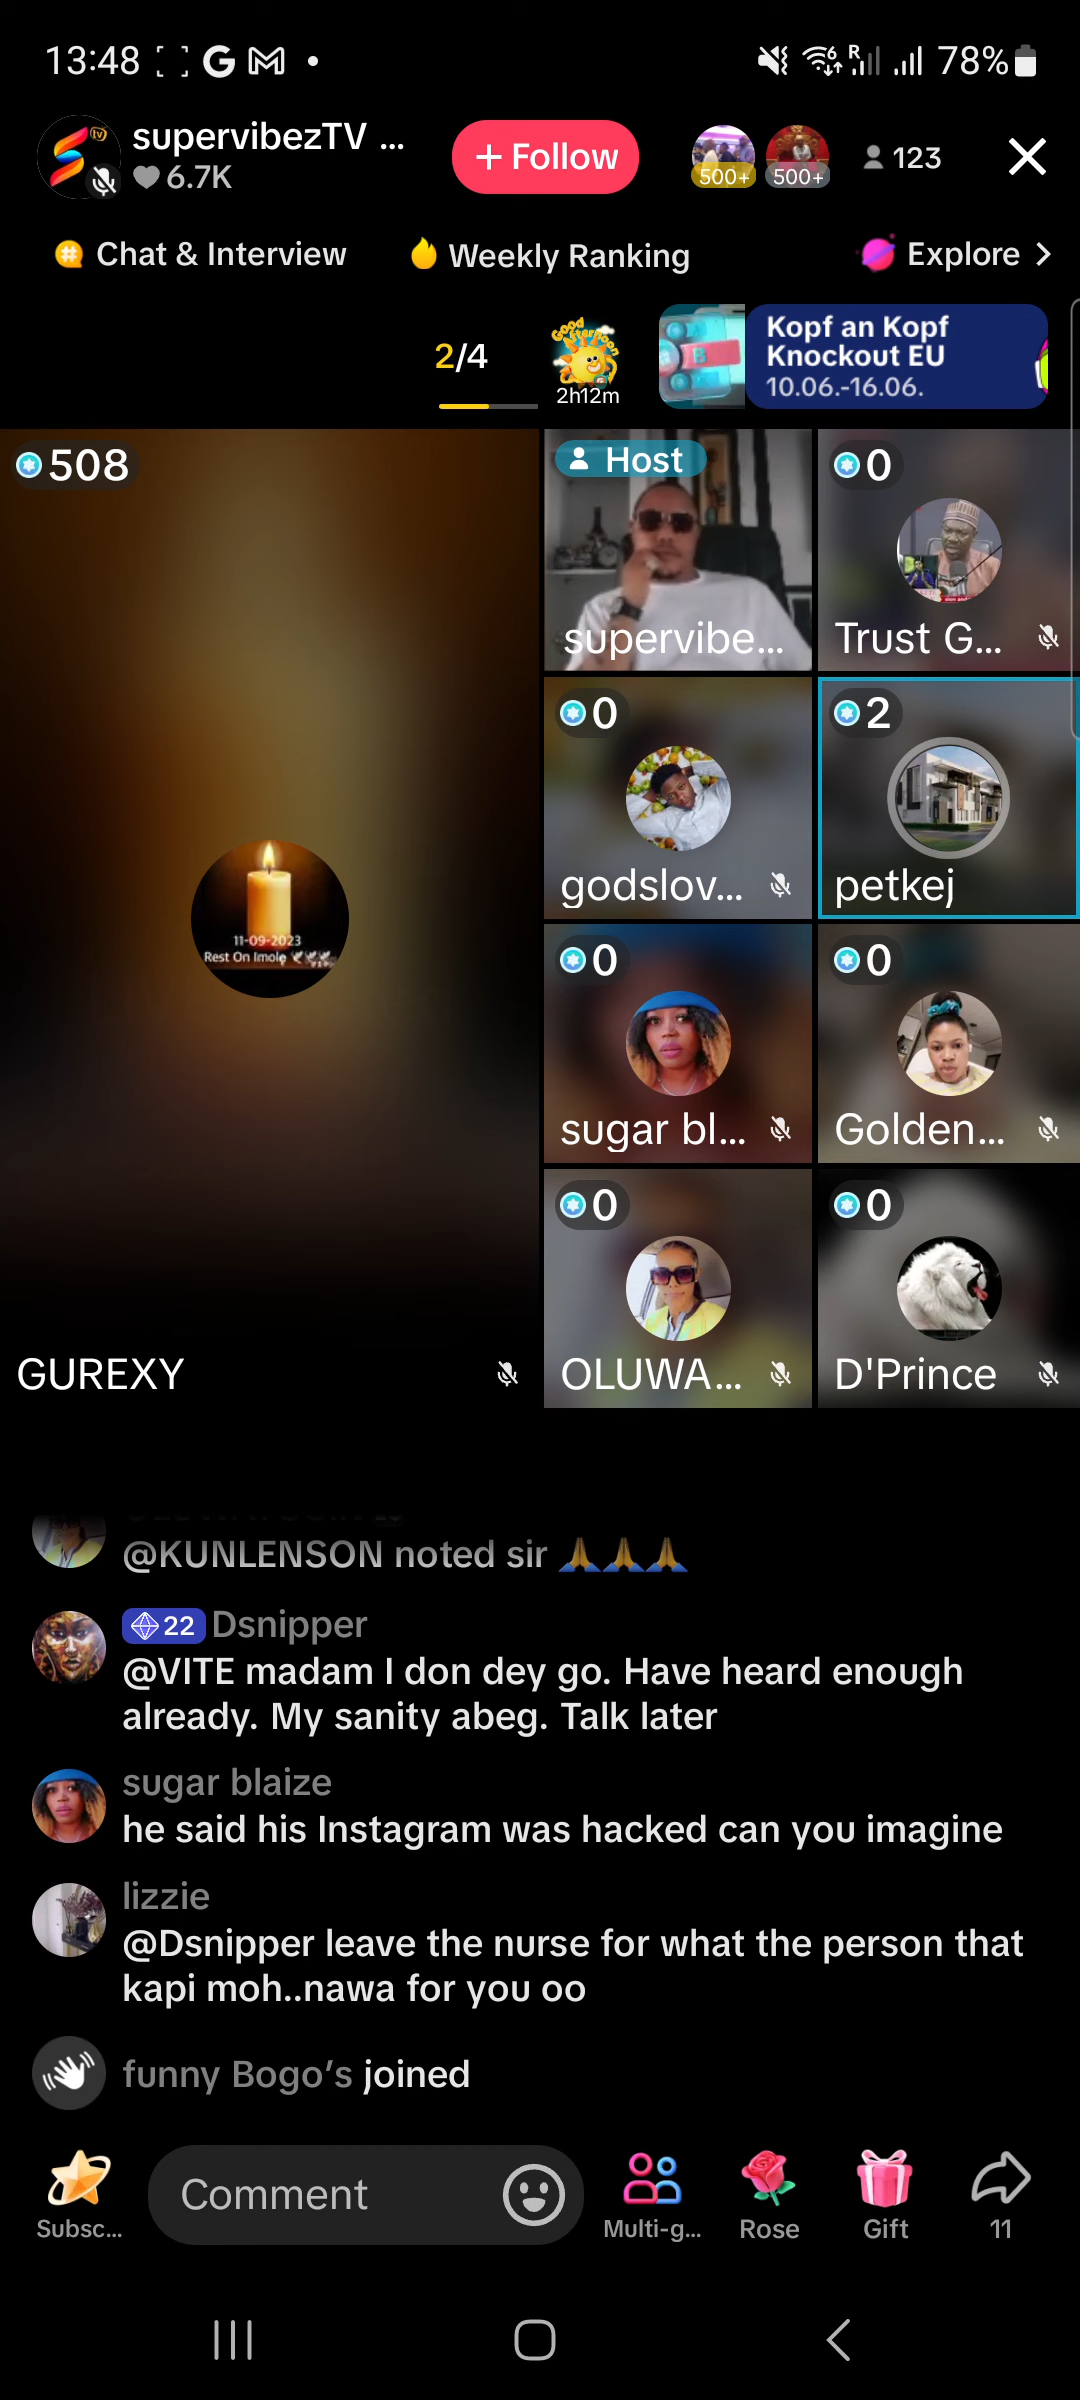 13:48
78%
supervibezTV ...
6.7K
+ Follow
500+
500+
123
Chat & Interview
Weekly Ranking
Explore >
2/4
Good Afternoon
2h12m
B
Kopf an Kopf
Knockout EU
10.06.-16.06.
508
Host
0
supervibe...
Trust G...
0
2
godslov...
petkej
11-09-2023
Rest On Imole
0
0
sugar bl...
Golden...
0
0
GUREXY
OLUWA...
D'Prince
@KUNLENSON noted sir 🙏🙏🙏
22 Dsnipper
@VITE madam I don dey go. Have heard enough
already. My sanity abeg. Talk later
sugar blaize
he said his Instagram was hacked can you imagine
lizzie
@Dsnipper leave the nurse for what the person that
kapi moh..nawa for you oo
funny Bogo's joined
Comment
Subsc...
Multi-g...
Rose
Gift
11